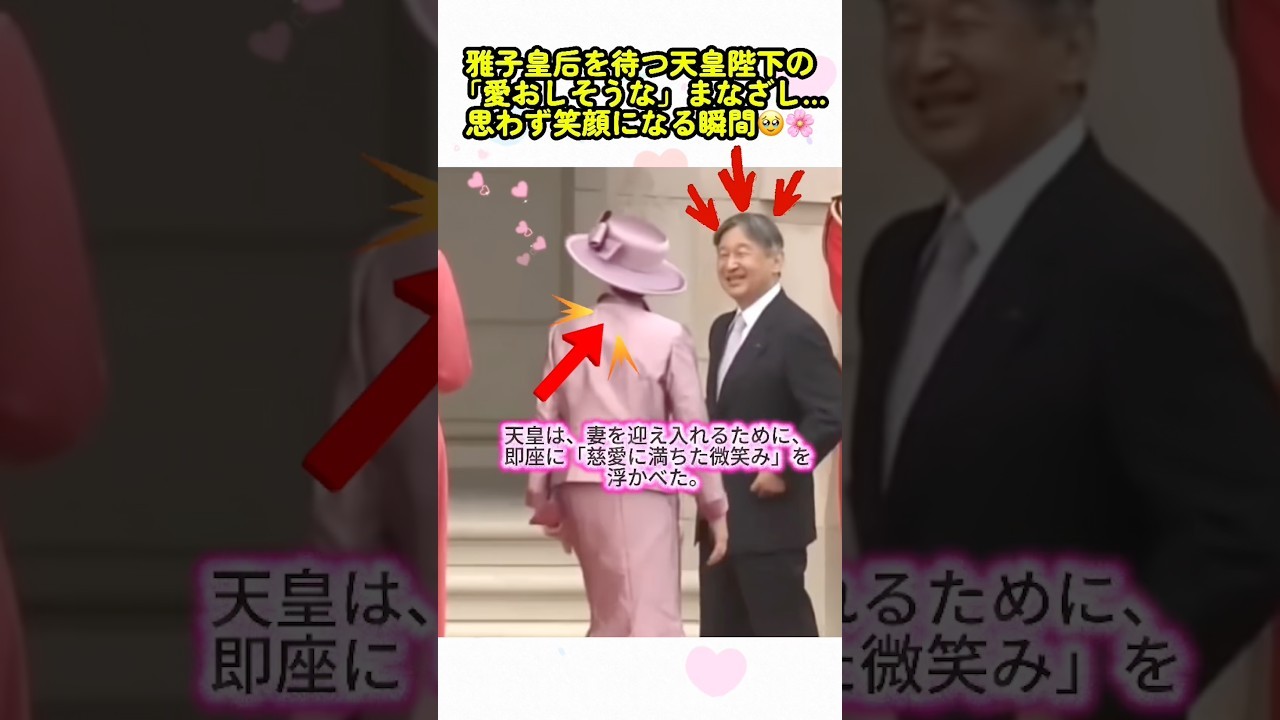 雅子皇后を待つ天皇陛下の
「愛おしそうな」まなざし...
思わず笑顔になる瞬間🥹🌸
天皇は、妻を迎え入れるために、
即座に「慈愛に満ちた微笑み」を
浮かべた。
天皇は、
即座に
れるために、
た微笑み」を